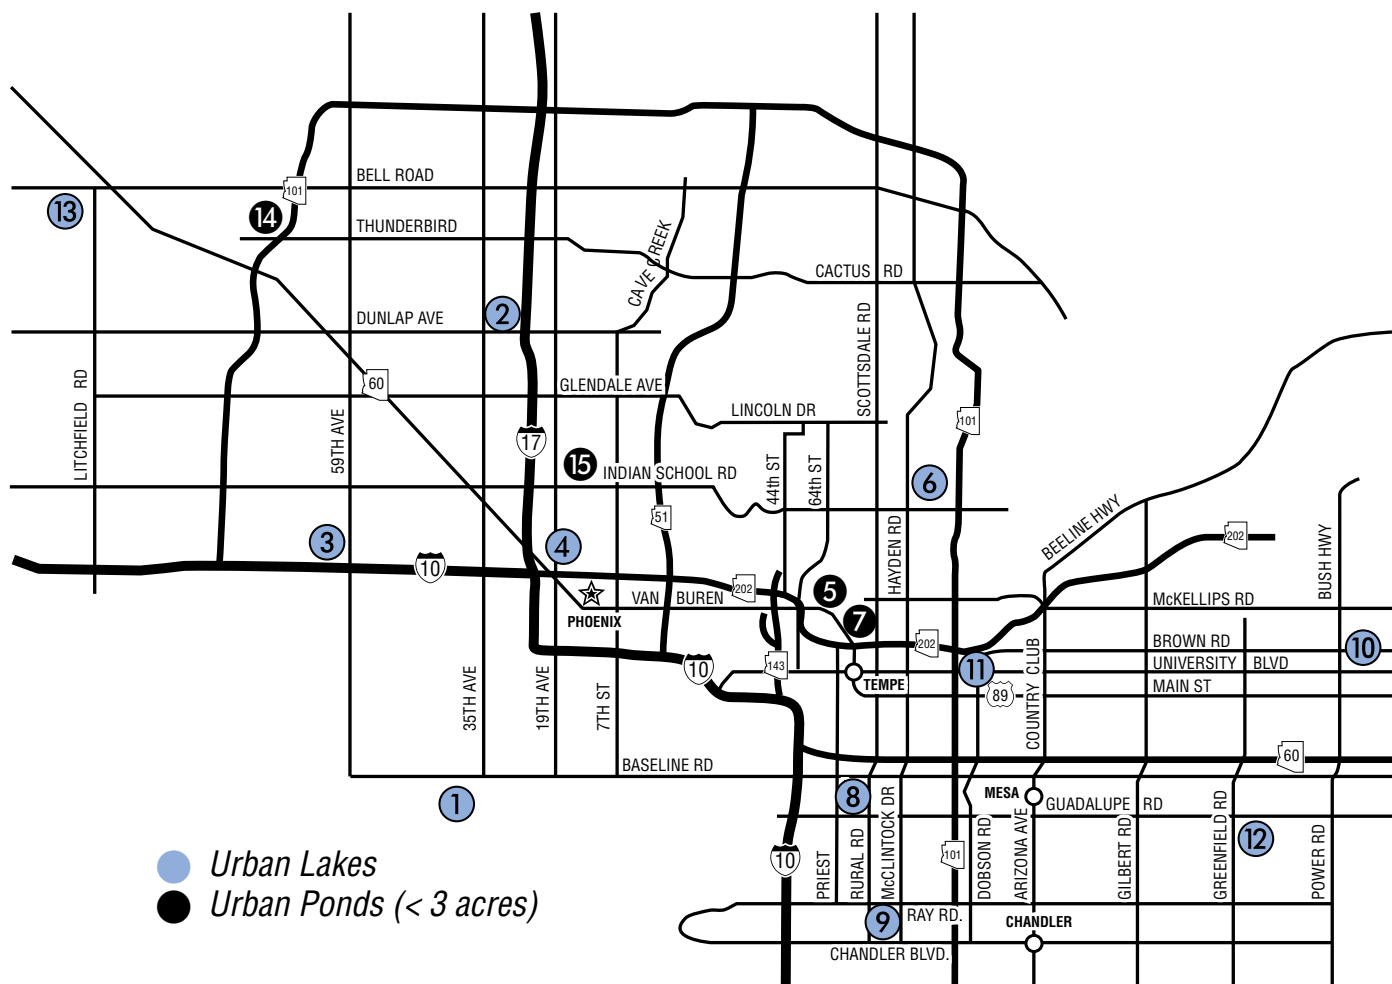 BELL ROAD
101
13
14
THUNDERBIRD
CAVE CREEK
CACTUS RD
2
DUNLAP AVE
SCOTTSDALE RD
LITCHFIELD RD
60
GLENDALE AVE
59TH AVE
LINCOLN DR
101
17
15
INDIAN SCHOOL RD
44th ST
64th ST
6
51
HAYDEN RD
BEELINE HWY
BUSH HWY
202
3
10
4
202
VAN BUREN
PHOENIX
5
7
McKELLIPS RD
202
BROWN RD
10
UNIVERSITY BLVD
10
143
TEMPE
11
89
MAIN ST
COUNTRY CLUB
35TH AVE
19TH AVE
7TH ST
60
BASELINE RD
1
8
MESA
GUADALUPE RD
12
10
101
PRIEST
RURAL RD
McCLINTOCK DR
DOBSON RD
ARIZONA AVE
GILBERT RD
GREENFIELD RD
POWER RD
9
RAY RD.
CHANDLER
CHANDLER BLVD.
Urban Lakes
Urban Ponds (< 3 acres)